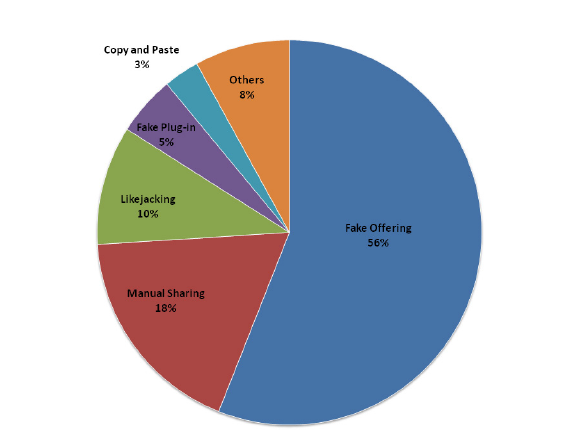 Copy and Paste
3%
Others
8%
Fake Plug-in
5%
Likejacking
10%
Fake Offering
56%
Manual Sharing
18%